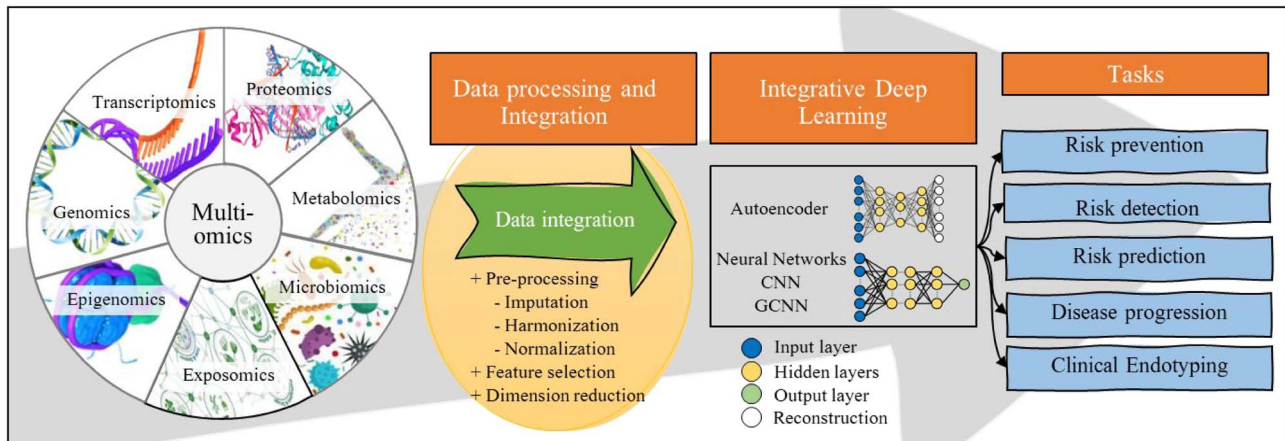 Transcriptomics
Proteomics
Metabolomics
Microbiomics
Exposomics
Epigenomics
Genomics
Multi-
omics
Data processing and
Integration
Data integration
+ Pre-processing
- Imputation
- Harmonization
- Normalization
+ Feature selection
+ Dimension reduction
Integrative Deep
Learning
Autoencoder
Neural Networks
CNN
GCNN
Input layer
Hidden layers
Output layer
Reconstruction
Tasks
Risk prevention
Risk detection
Risk prediction
Disease progression
Clinical Endotyping